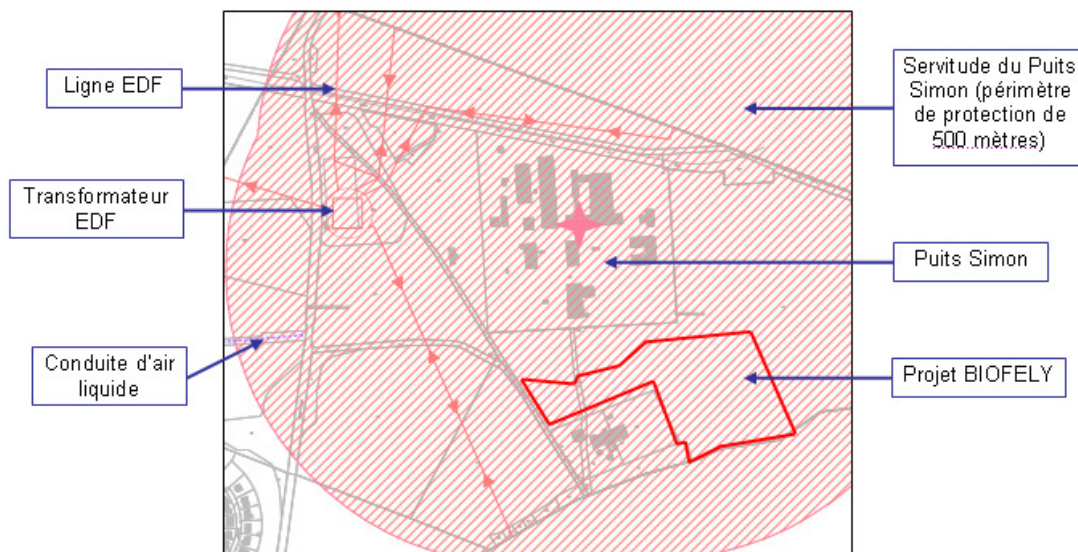 Ligne EDF
Transformateur
EDF
Conduite d'air
liquide
Servitude du Puits
Simon (périmètre
de protection de
500 mètres)
Puits Simon
Projet BIOFELY